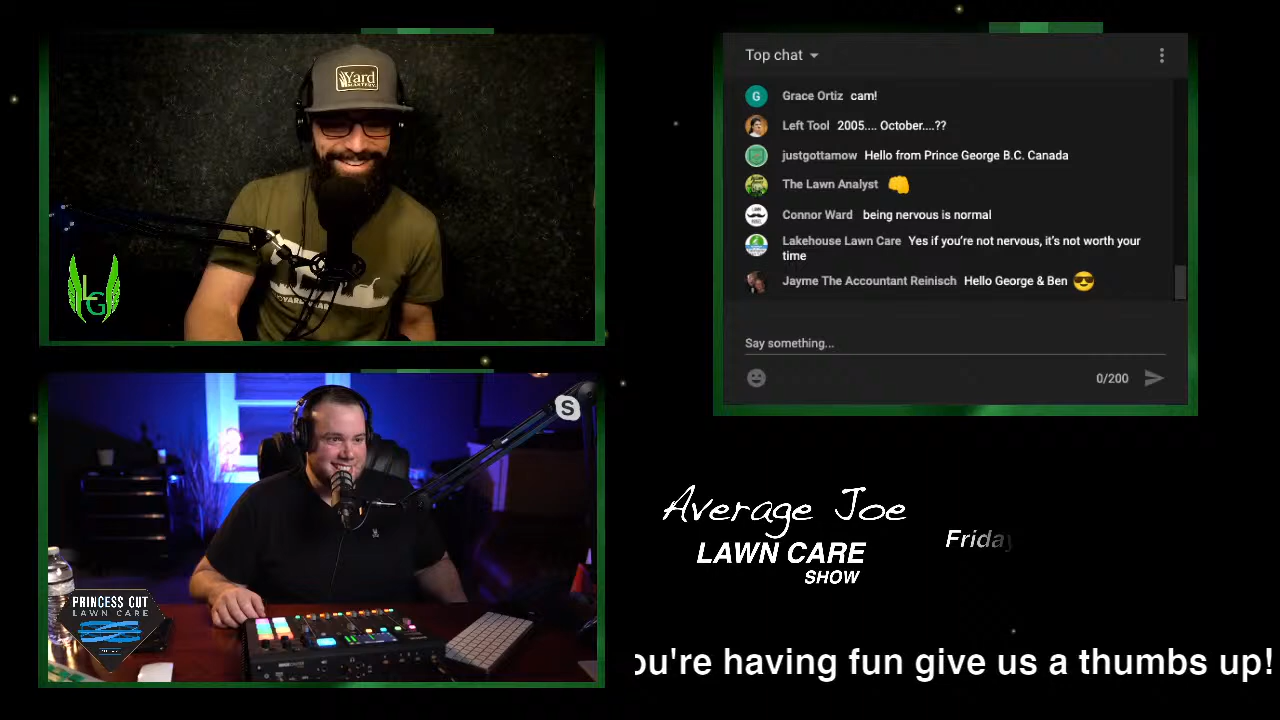 Yard
MASTERY
LG
S
PRINCESS CUT
LAWN CARE
Top chat
G Grace Ortiz cam!
Left Tool 2005.... October....??
justgottamow Hello from Prince George B.C. Canada
The Lawn Analyst 👊
Connor Ward being nervous is normal
Lakehouse Lawn Care Yes if you're not nervous, it's not worth your
time
Jayme The Accountant Reinisch Hello George & Ben 😎
Say something...
0/200
Average Joe
LAWN CARE
SHOW
Friday
ou're having fun give us a thumbs up!